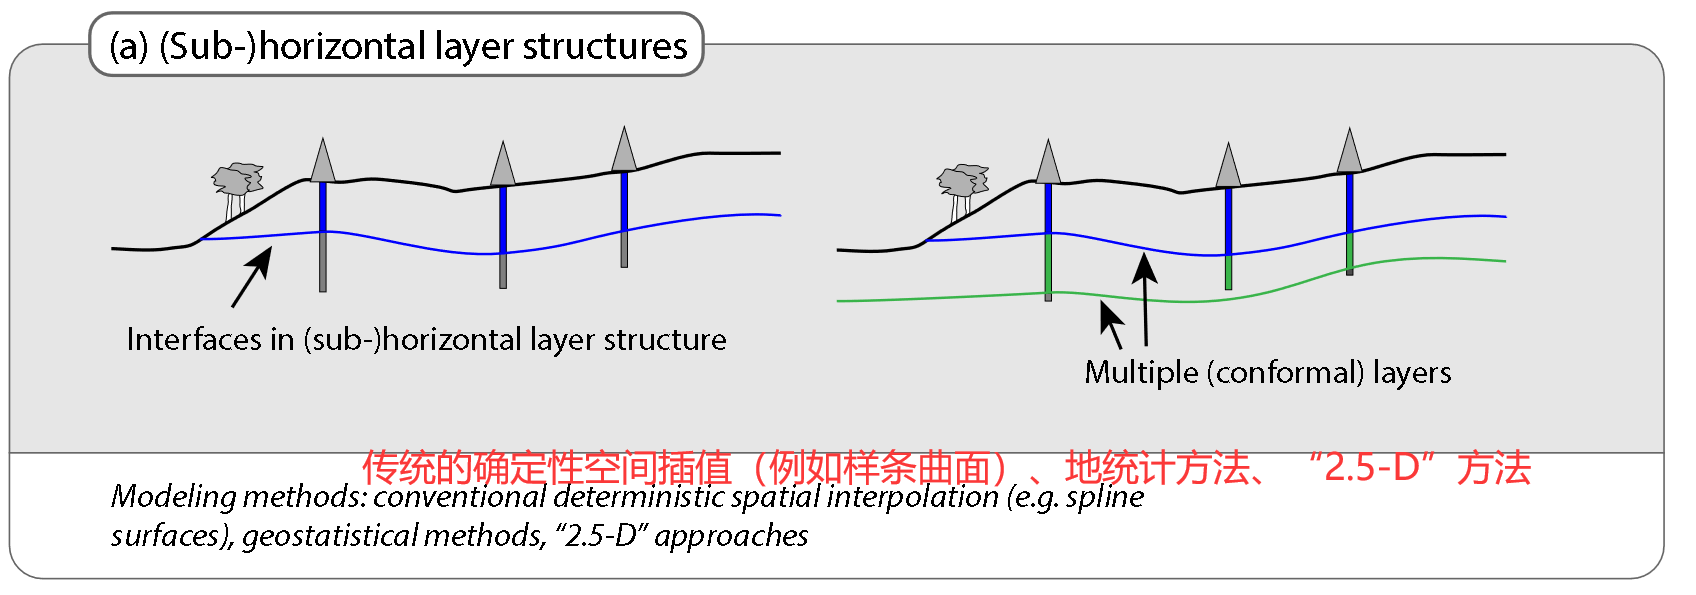 (a) (Sub-)horizontal layer structures
Interfaces in (sub-)horizontal layer structure
Multiple (conformal) layers
传统的确定性空间插值（例如样条曲面）、地统计方法、“2.5-D”方法
Modeling methods: conventional deterministic spatial interpolation (e.g. spline
surfaces), geostatistical methods, “2.5-D” approaches